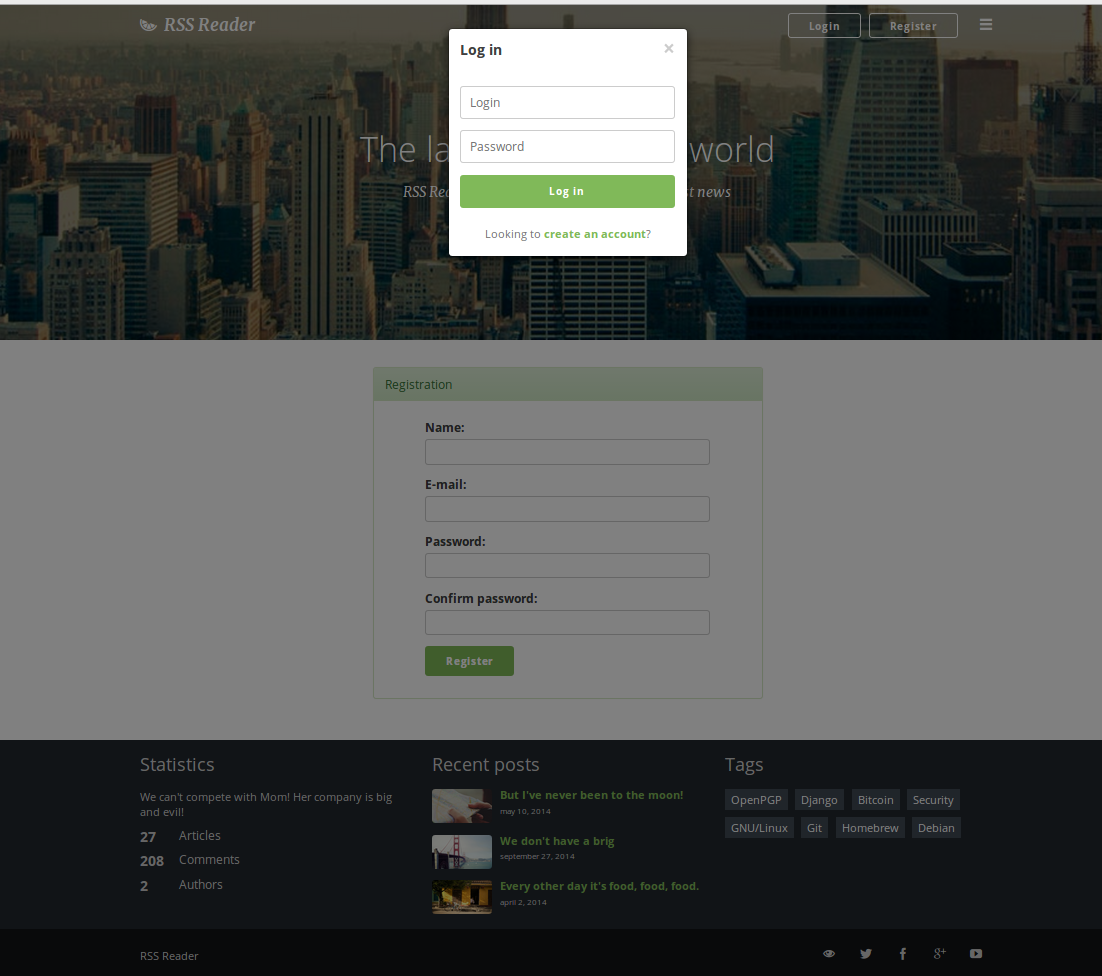 RSS Reader
Login
Register
Log in
×
Login
Password
Log in
Looking to create an account?
The la world
RSS Rea st news
Registration
Name:
E-mail:
Password:
Confirm password:
Register
Statistics
We can't compete with Mom! Her company is big
and evil!
27 Articles
208 Comments
2 Authors
Recent posts
But I've never been to the moon!
may 10, 2014
We don't have a brig
september 27, 2014
Every other day it's food, food, food.
april 2, 2014
Tags
OpenPGP Django Bitcoin Security
GNU/Linux Git Homebrew Debian
RSS Reader